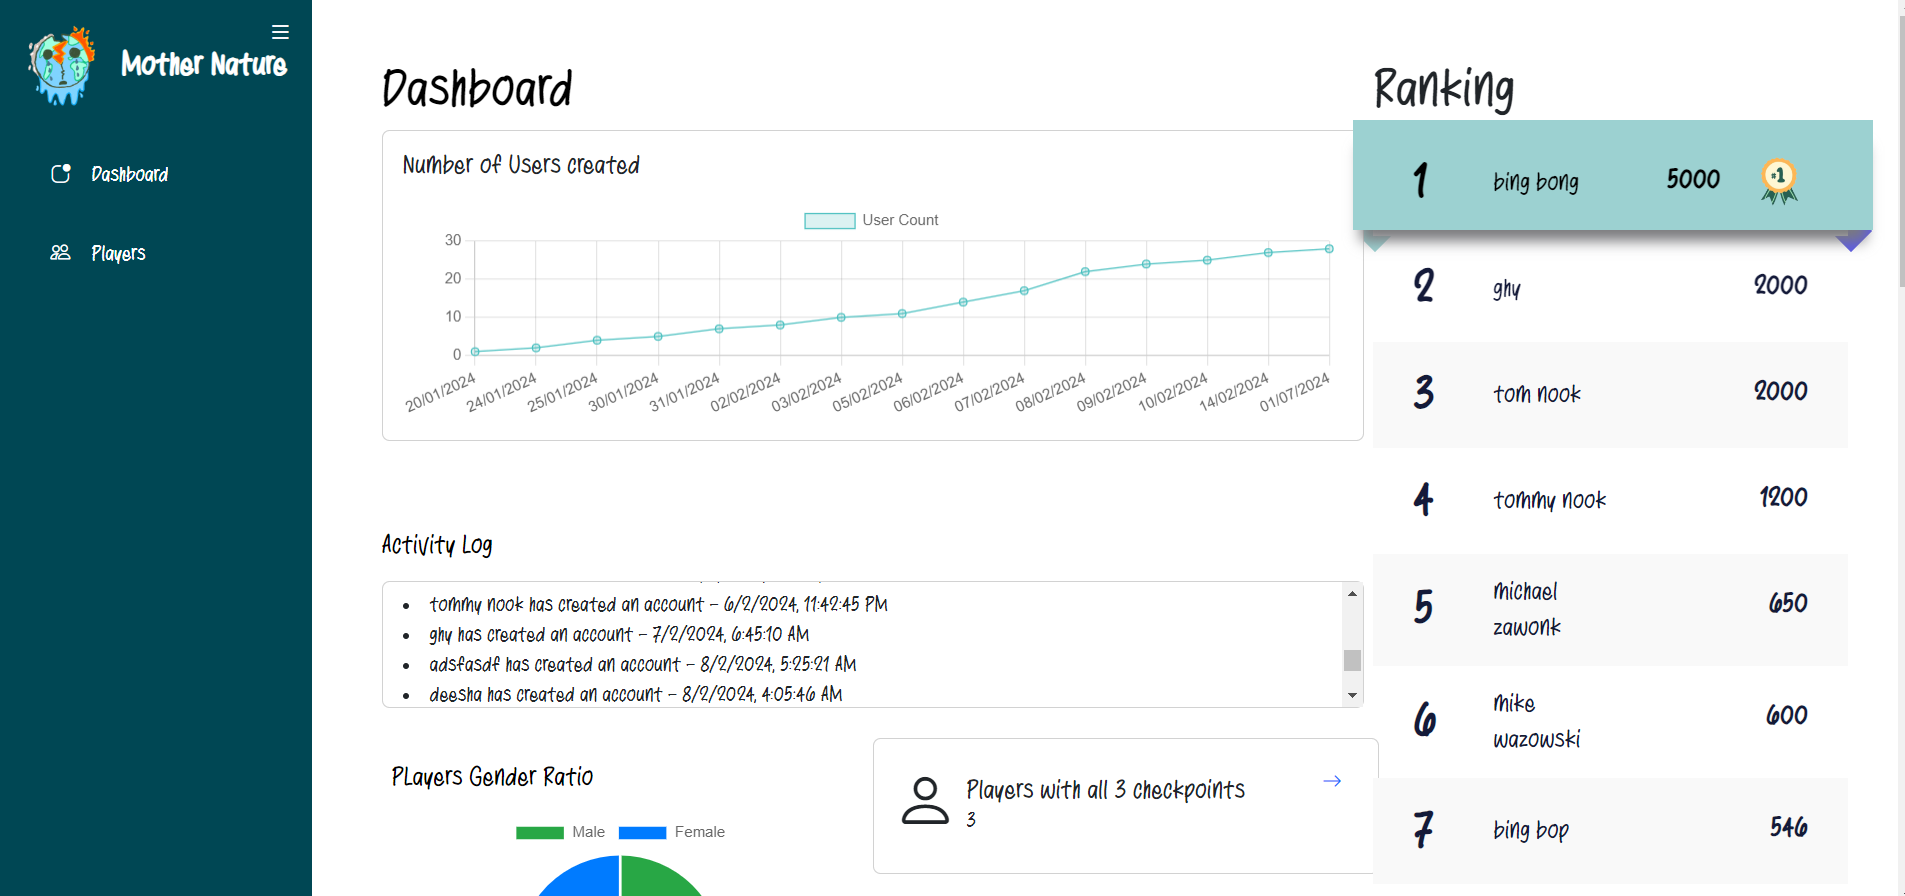 Mother Nature
Dashboard
Players
Dashboard
Number of Users created
User Count
30
20
10
0
20/01/2024
24/01/2024
25/01/2024
30/01/2024
31/01/2024
02/02/2024
03/02/2024
05/02/2024
06/02/2024
07/02/2024
08/02/2024
09/02/2024
10/02/2024
14/02/2024
01/07/2024
Activity Log
tommy nook has created an account - 6/2/2024, 11:42:45 PM
ghy has created an account - 7/2/2024, 6:45:10 AM
adsfasdf has created an account - 8/2/2024, 5:25:21 AM
deesha has created an account - 8/2/2024, 4:05:46 AM
PLayers Gender Ratio
Male
Female
Players with all 3 checkpoints
3
Ranking
1 bing bong 5000 #1
2 ghy 2000
3 tom nook 2000
4 tommy nook 1200
5 michael zawonk 650
6 mike wazowski 600
7 bing bop 546